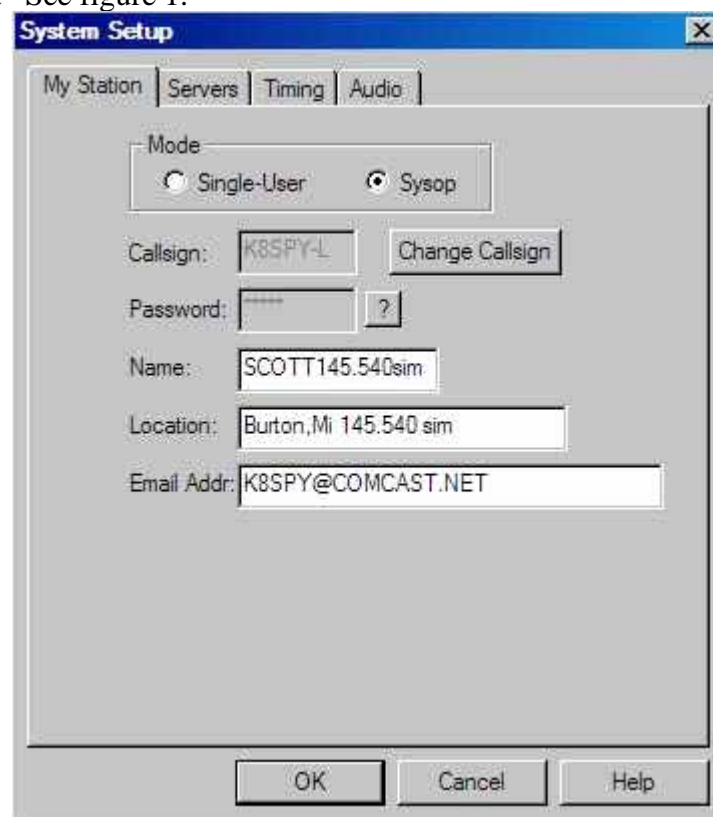 See figure 1.
System Setup
My Station Servers Timing Audio
Mode
Single-User Sysop
Callsign: K8SPY-L Change Callsign
Password: ***** ?
Name: SCOTT145.540sim
Location: Burton,Mi 145.540 sim
Email Addr: K8SPY@COMCAST.NET
OK Cancel Help